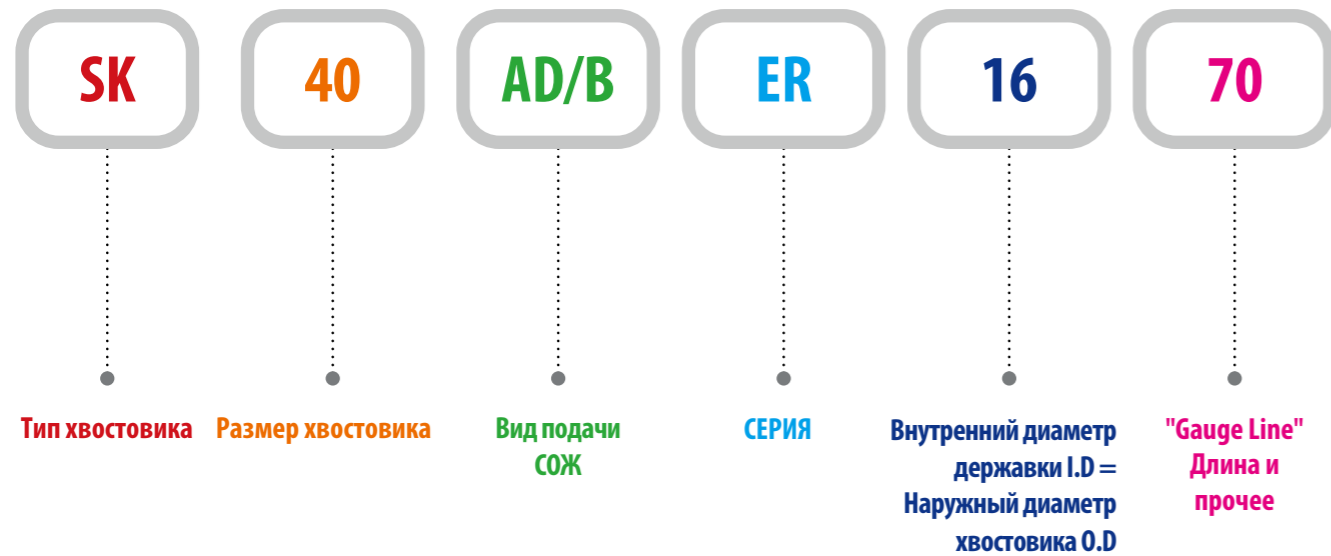 SK
40
AD/B
ER
16
70
Тип хвостовика
Размер хвостовика
Вид подачи
СОЖ
СЕРИЯ
Внутренний диаметр
державки I.D =
Наружный диаметр
хвостовика O.D
"Gauge Line"
Длина и
прочее